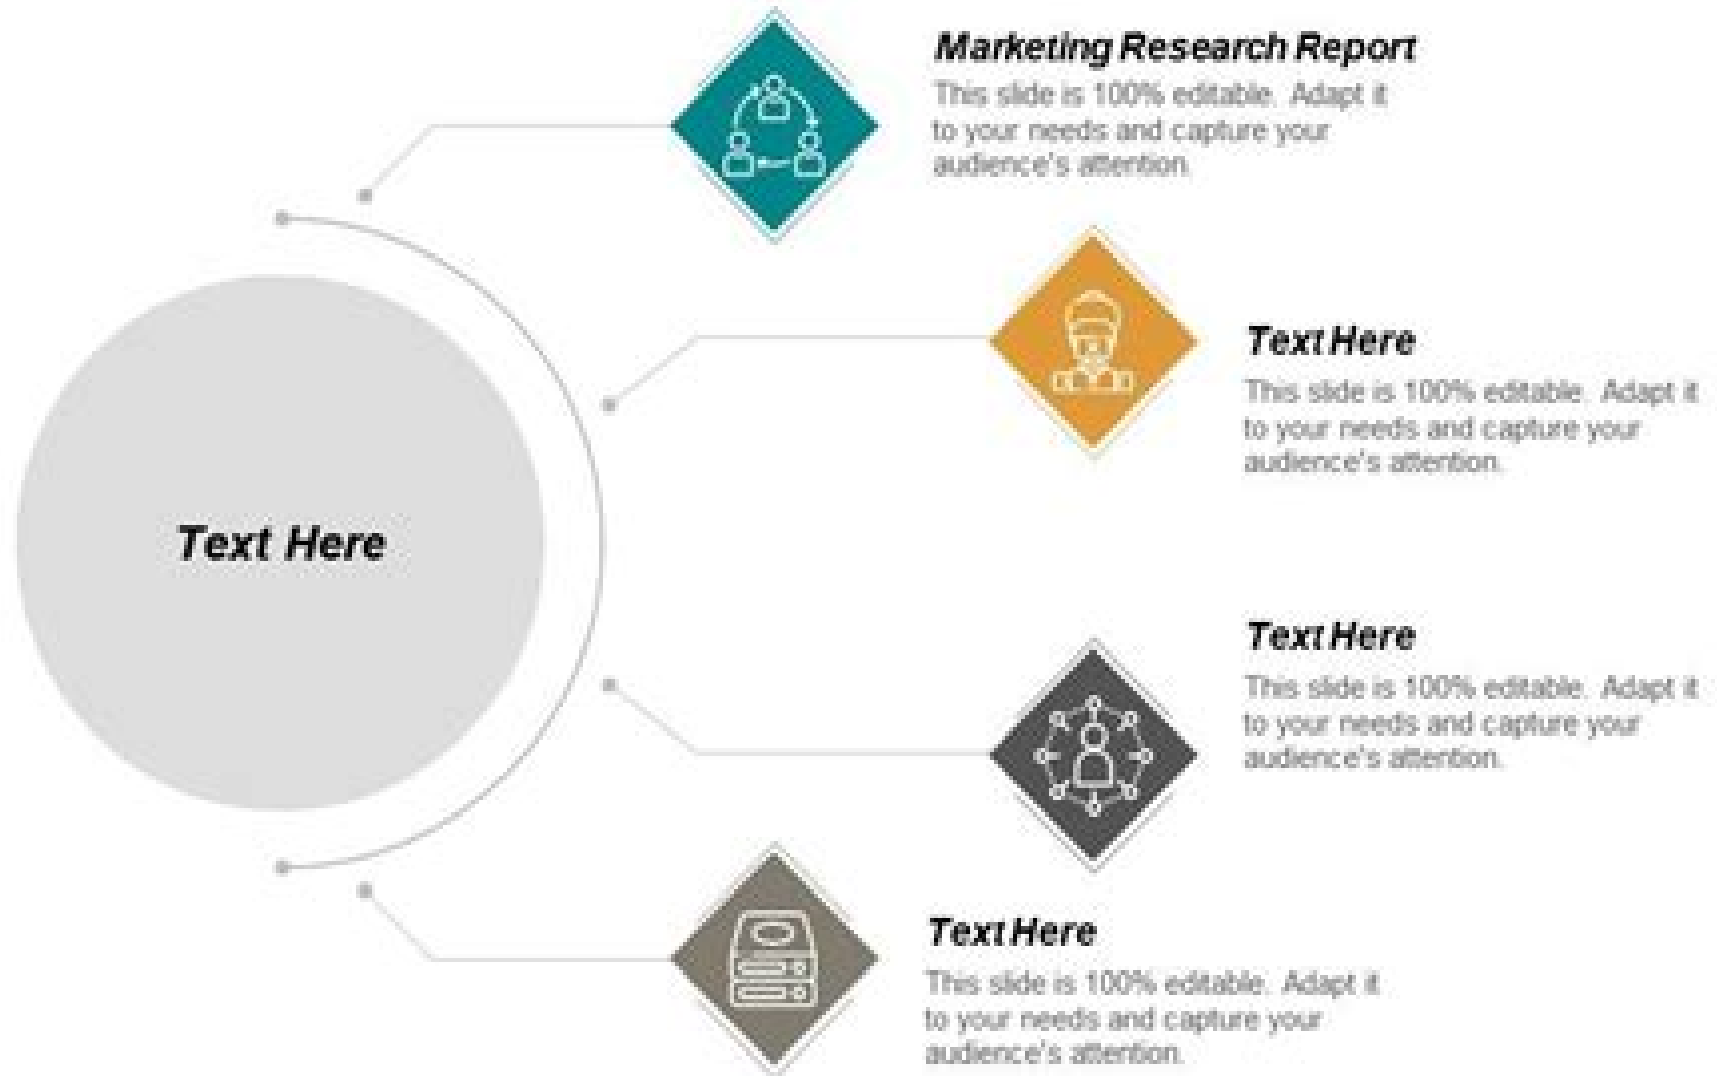 Marketing Research Report
This slide is 100% editable. Adapt it
to your needs and capture your
audience's attention.
Text Here
This slide is 100% editable. Adapt it
to your needs and capture your
audience's attention.
Text Here
Text Here
This slide is 100% editable. Adapt it
to your needs and capture your
audience's attention.
Text Here
This slide is 100% editable. Adapt it
to your needs and capture your
audience's attention.